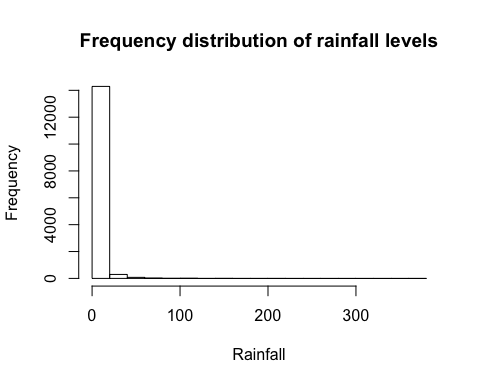 Frequency distribution of rainfall levels
Frequency
12000
8000
4000
0
0 100 200 300
Rainfall